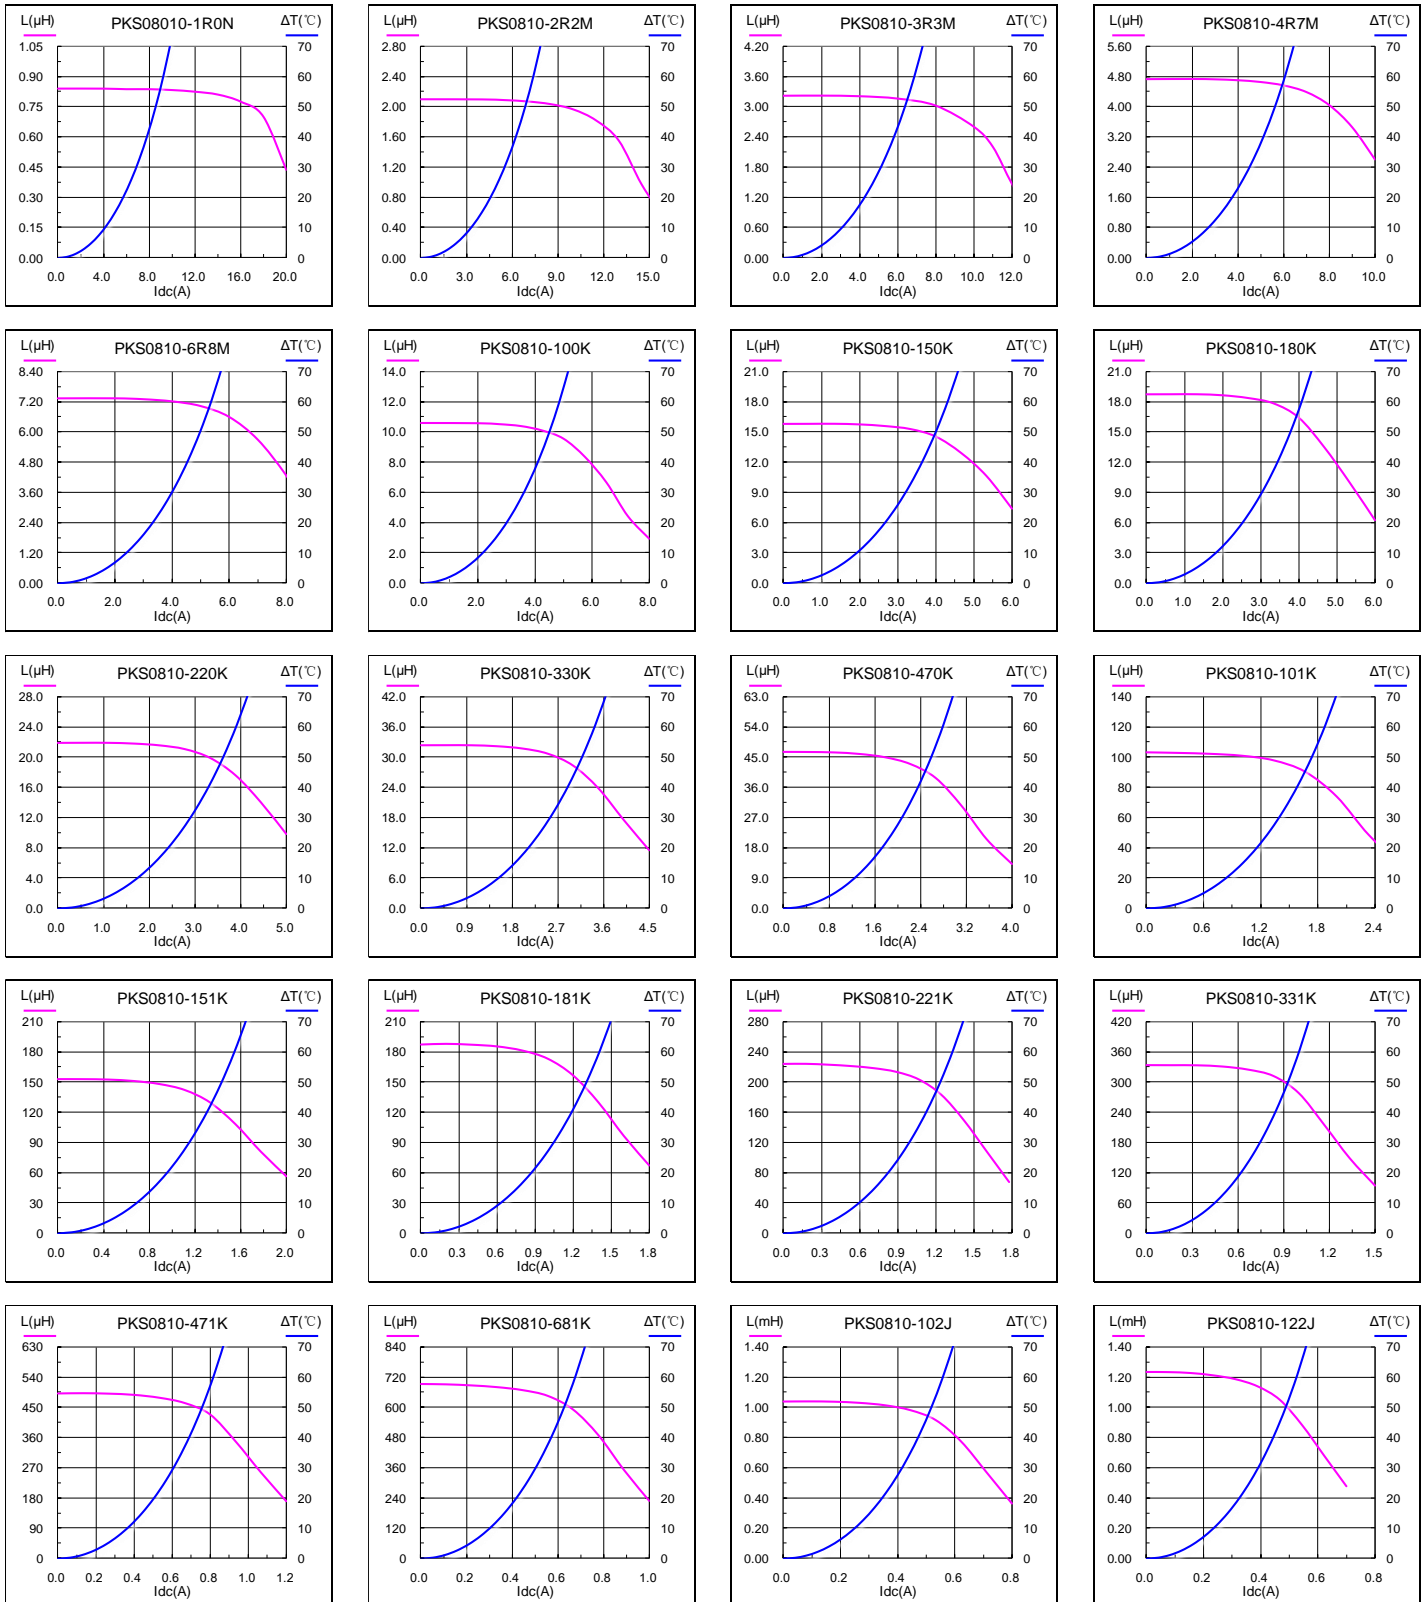 L(μH) PKS08010-1R0N ΔT(℃)
1.05 70
0.90 60
0.75 50
0.60 40
0.45 30
0.30 20
0.15 10
0.00 0
0.0 4.0 8.0 12.0 16.0 20.0
Idc(A)
L(μH) PKS0810-2R2M ΔT(℃)
2.80 70
2.40 60
2.00 50
1.60 40
1.20 30
0.80 20
0.40 10
0.00 0
0.0 3.0 6.0 9.0 12.0 15.0
Idc(A)
L(μH) PKS0810-3R3M ΔT(℃)
4.20 70
3.60 60
3.00 50
2.40 40
1.80 30
1.20 20
0.60 10
0.00 0
0.0 2.0 4.0 6.0 8.0 10.0 12.0
Idc(A)
L(μH) PKS0810-4R7M ΔT(℃)
5.60 70
4.80 60
4.00 50
3.20 40
2.40 30
1.60 20
0.80 10
0.00 0
0.0 2.0 4.0 6.0 8.0 10.0
Idc(A)
L(μH) PKS0810-6R8M ΔT(℃)
8.40 70
7.20 60
6.00 50
4.80 40
3.60 30
2.40 20
1.20 10
0.00 0
0.0 2.0 4.0 6.0 8.0
Idc(A)
L(μH) PKS0810-100K ΔT(℃)
14.0 70
12.0 60
10.0 50
8.0 40
6.0 30
4.0 20
2.0 10
0.0 0
0.0 2.0 4.0 6.0 8.0
Idc(A)
L(μH) PKS0810-150K ΔT(℃)
21.0 70
18.0 60
15.0 50
12.0 40
9.0 30
6.0 20
3.0 10
0.0 0
0.0 1.0 2.0 3.0 4.0 5.0 6.0
Idc(A)
L(μH) PKS0810-180K ΔT(℃)
21.0 70
18.0 60
15.0 50
12.0 40
9.0 30
6.0 20
3.0 10
0.0 0
0.0 1.0 2.0 3.0 4.0 5.0 6.0
Idc(A)
L(μH) PKS0810-220K ΔT(℃)
28.0 70
24.0 60
20.0 50
16.0 40
12.0 30
8.0 20
4.0 10
0.0 0
0.0 1.0 2.0 3.0 4.0 5.0
Idc(A)
L(μH) PKS0810-330K ΔT(℃)
42.0 70
36.0 60
30.0 50
24.0 40
18.0 30
12.0 20
6.0 10
0.0 0
0.0 0.9 1.8 2.7 3.6 4.5
Idc(A)
L(μH) PKS0810-470K ΔT(℃)
63.0 70
54.0 60
45.0 50
36.0 40
27.0 30
18.0 20
9.0 10
0.0 0
0.0 0.8 1.6 2.4 3.2 4.0
Idc(A)
L(μH) PKS0810-101K ΔT(℃)
140 70
120 60
100 50
80 40
60 30
40 20
20 10
0 0
0.0 0.6 1.2 1.8 2.4
Idc(A)
L(μH) PKS0810-151K ΔT(℃)
210 70
180 60
150 50
120 40
90 30
60 20
30 10
0 0
0.0 0.4 0.8 1.2 1.6 2.0
Idc(A)
L(μH) PKS0810-181K ΔT(℃)
210 70
180 60
150 50
120 40
90 30
60 20
30 10
0 0
0.0 0.3 0.6 0.9 1.2 1.5 1.8
Idc(A)
L(μH) PKS0810-221K ΔT(℃)
280 70
240 60
200 50
160 40
120 30
80 20
40 10
0 0
0.0 0.3 0.6 0.9 1.2 1.5 1.8
Idc(A)
L(μH) PKS0810-331K ΔT(℃)
420 70
360 60
300 50
240 40
180 30
120 20
60 10
0 0
0.0 0.3 0.6 0.9 1.2 1.5
Idc(A)
L(μH) PKS0810-471K ΔT(℃)
630 70
540 60
450 50
360 40
270 30
180 20
90 10
0 0
0.0 0.2 0.4 0.6 0.8 1.0 1.2
Idc(A)
L(μH) PKS0810-681K ΔT(℃)
840 70
720 60
600 50
480 40
360 30
240 20
120 10
0 0
0.0 0.2 0.4 0.6 0.8 1.0
Idc(A)
L(mH) PKS0810-102J ΔT(℃)
1.40 70
1.20 60
1.00 50
0.80 40
0.60 30
0.40 20
0.20 10
0.00 0
0.0 0.2 0.4 0.6 0.8
Idc(A)
L(mH) PKS0810-122J ΔT(℃)
1.40 70
1.20 60
1.00 50
0.80 40
0.60 30
0.40 20
0.20 10
0.00 0
0.0 0.2 0.4 0.6 0.8
Idc(A)